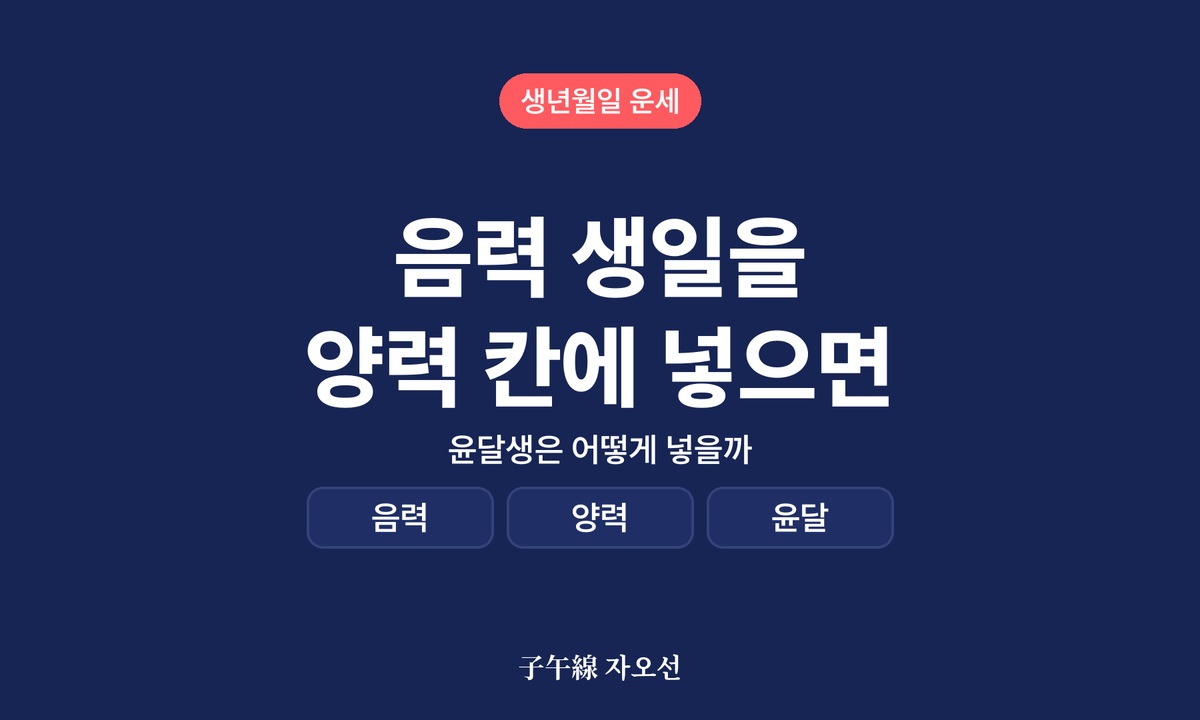 생년월일 운세
음력 생일을
양력 칸에 넣으면
윤달생은 어떻게 넣을까
음력 양력 윤달
子午線 자오선